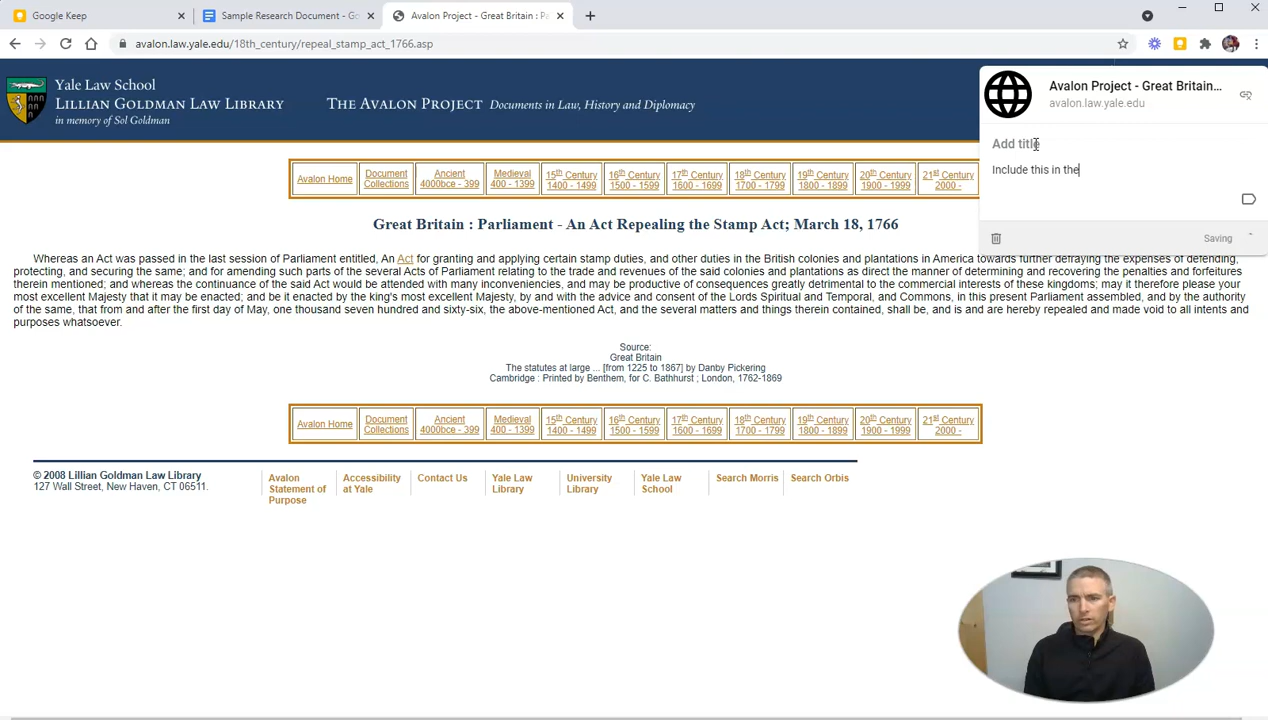 Google Keep
Sample Research Document - Go
Avalon Project - Great Britain : Pa
avalon.law.yale.edu/18th_century/repeal_stamp_act_1766.asp
Yale Law School
LILLIAN GOLDMAN LAW LIBRARY
in memory of Sol Goldman
THE AVALON PROJECT Documents in Law, History and Diplomacy
Avalon Project - Great Britain...
avalon.law.yale.edu
Add title
Include this in the
Saving
Avalon Home
Document Collections
Ancient 4000bce - 399
Medieval 400 - 1399
15th Century 1400 - 1499
16th Century 1500 - 1599
17th Century 1600 - 1699
18th Century 1700 - 1799
19th Century 1800 - 1899
20th Century 1900 - 1999
21st Century 2000 -
Great Britain : Parliament - An Act Repealing the Stamp Act; March 18, 1766
Whereas an Act was passed in the last session of Parliament entitled, An Act for granting and applying certain stamp duties, and other duties in the British colonies and plantations in America towards further defraying the expenses of defending,
protecting, and securing the same; and for amending such parts of the several Acts of Parliament relating to the trade and revenues of the said colonies and plantations as direct the manner of determining and recovering the penalties and forfeitures
therein mentioned; and whereas the continuance of the said Act would be attended with many inconveniencies, and may be productive of consequences greatly detrimental to the commercial interests of these kingdoms; may it therefore please your
most excellent Majesty that it may be enacted; and be it enacted by the king's most excellent Majesty, by and with the advice and consent of the Lords Spiritual and Temporal, and Commons, in this present Parliament assembled, and by the authority
of the same, that from and after the first day of May, one thousand seven hundred and sixty-six, the above-mentioned Act, and the several matters and things therein contained, shall be, and is and are hereby repealed and made void to all intents and
purposes whatsoever.
Source:
Great Britain
The statutes at large ... [from 1225 to 1867] by Danby Pickering
Cambridge : Printed by Benthem, for C. Bathhurst ; London, 1762-1869
Avalon Home
Document Collections
Ancient 4000bce - 399
Medieval 400 - 1399
15th Century 1400 - 1499
16th Century 1500 - 1599
17th Century 1600 - 1699
18th Century 1700 - 1799
19th Century 1800 - 1899
20th Century 1900 - 1999
21st Century 2000 -
© 2008 Lillian Goldman Law Library
127 Wall Street, New Haven, CT 06511.
Avalon Statement of Purpose
Accessibility at Yale
Contact Us
Yale Law Library
University Library
Yale Law School
Search Morris
Search Orbis